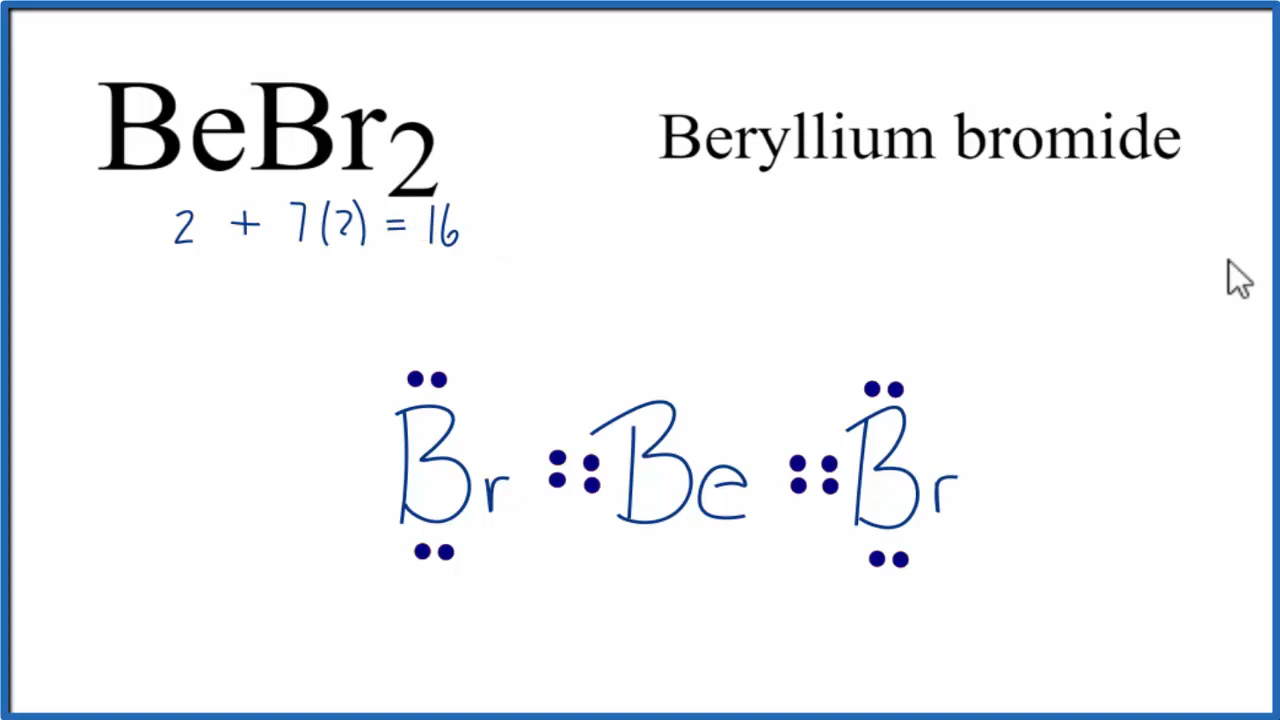 BeBr₂
Beryllium bromide
2 + 7(2) = 16
Br Be Br